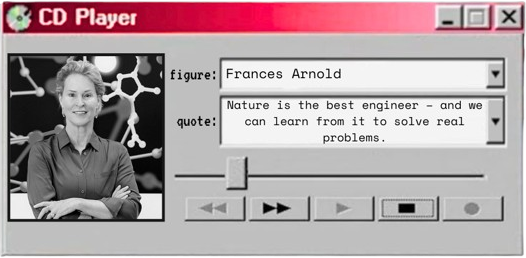 CD Player
figure: Frances Arnold
quote: Nature is the best engineer – and we
can learn from it to solve real
problems.